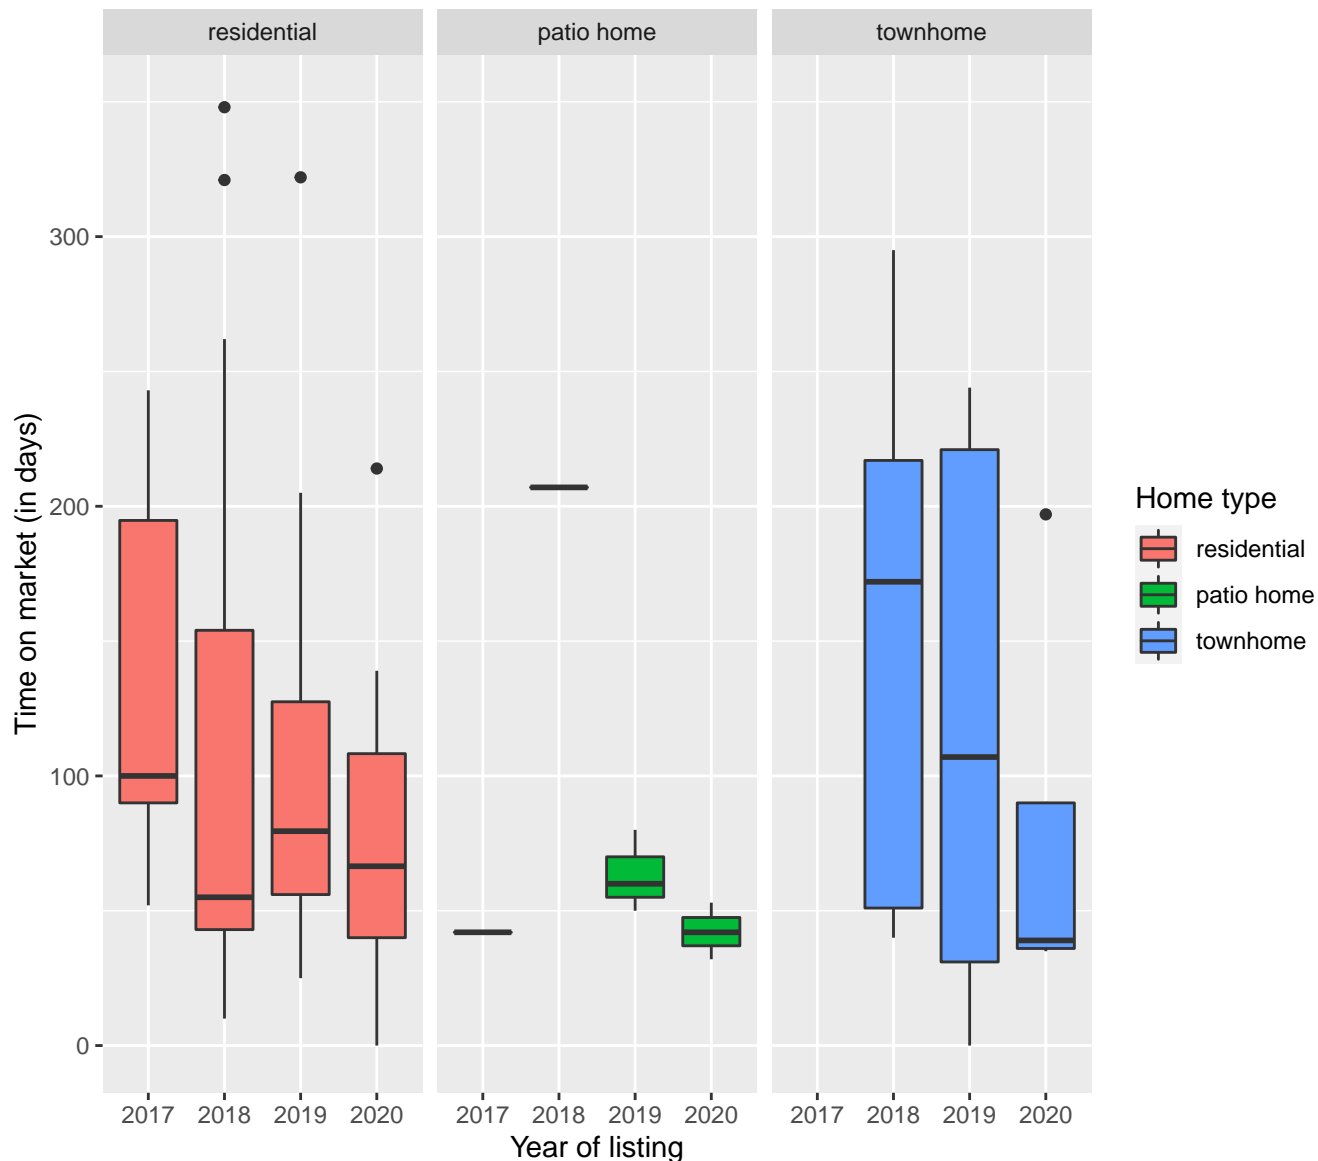 residential
patio home
townhome
Time on market (in days)
300
200
100
0
2017 2018 2019 2020
2017 2018 2019 2020
2017 2018 2019 2020
Year of listing
Home type
residential
patio home
townhome